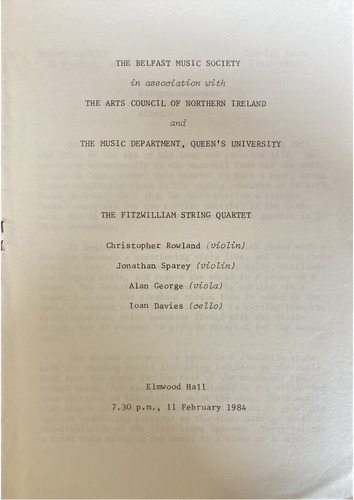 THE BELFAST MUSIC SOCIETY
in association with
THE ARTS COUNCIL OF NORTHERN IRELAND
and
THE MUSIC DEPARTMENT, QUEEN'S UNIVERSITY
THE FITZWILLIAM STRING QUARTET
Christopher Rowland (violin)
Jonathan Sparey (violin)
Alan George (viola)
Ioan Davies (cello)
Elmwood Hall
7.30 p.m., 11 February 1984